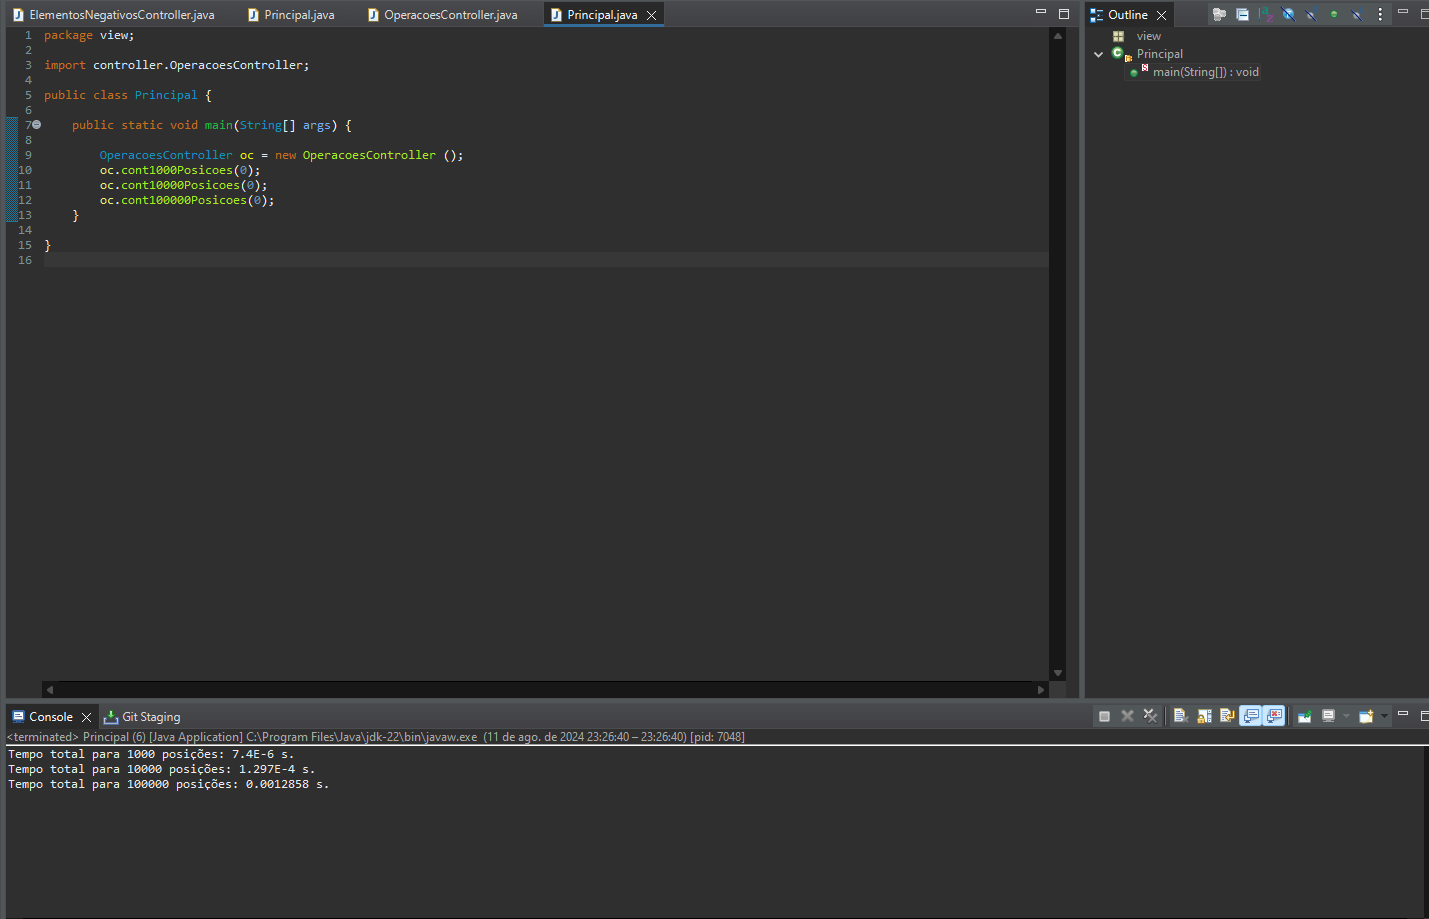 ElementosNegativosController.java Principal.java OperacoesController.java Principal.java
1 package view;
2
3 import controller.OperacoesController;
4
5 public class Principal {
6
7 public static void main(String[] args) {
8
9 OperacoesController oc = new OperacoesController ();
10 oc.cont1000Posicoes(0);
11 oc.cont10000Posicoes(0);
12 oc.cont100000Posicoes(0);
13 }
14
15 }
16
Outline
view
Principal
main(String[]) : void
Console Git Staging
<terminated> Principal (6) [Java Application] C:\Program Files\Java\jdk-22\bin\javaw.exe (11 de ago. de 2024 23:26:40 – 23:26:40) [pid: 7048]
Tempo total para 1000 posições: 7.4E-6 s.
Tempo total para 10000 posições: 1.297E-4 s.
Tempo total para 100000 posições: 0.0012858 s.